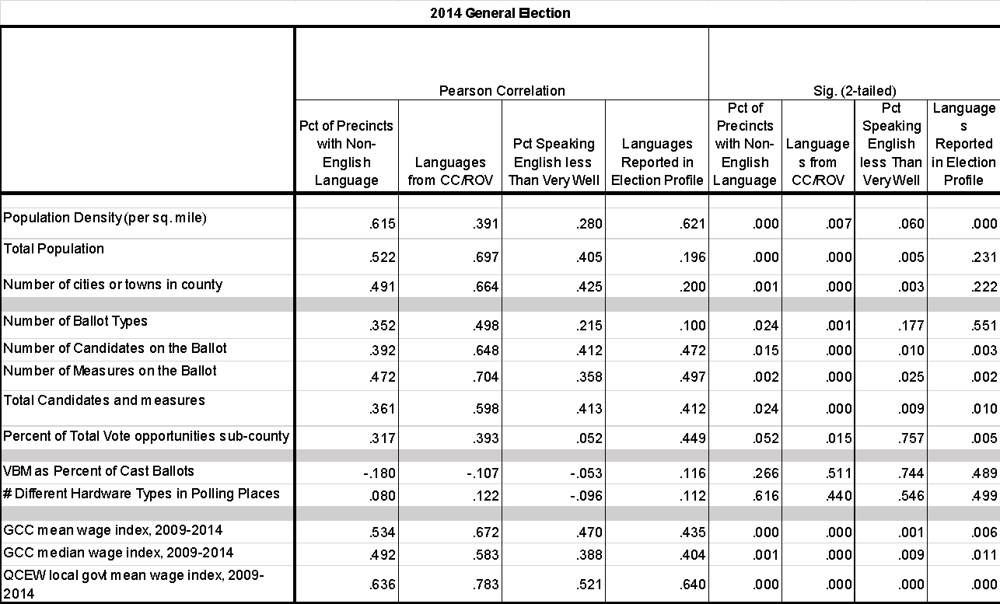 2014 General Election
Pearson Correlation Sig. (2-tailed)
Pct of Precincts with Non-English Language Languages from CC/ROV Pct Speaking English less Than Very Well Languages Reported in Election Profile Pct of Precincts with Non-English Language Languages from CC/ROV Pct Speaking English less Than Very Well Languages Reported in Election Profile
Population Density (per sq. mile) .615 .391 .280 .621 .000 .007 .060 .000
Total Population .522 .697 .405 .196 .000 .000 .005 .231
Number of cities or towns in county .491 .664 .425 .200 .001 .000 .003 .222
Number of Ballot Types .352 .498 .215 .100 .024 .001 .177 .551
Number of Candidates on the Ballot .392 .648 .412 .472 .015 .000 .010 .003
Number of Measures on the Ballot .472 .704 .358 .497 .002 .000 .025 .002
Total Candidates and measures .361 .598 .413 .412 .024 .000 .009 .010
Percent of Total Vote opportunities sub-county .317 .393 .052 .449 .052 .015 .757 .005
VBM as Percent of Cast Ballots -.180 -.107 -.053 .116 .266 .511 .744 .489
# Different Hardware Types in Polling Places .080 .122 -.096 .112 .616 .440 .546 .499
GCC mean wage index, 2009-2014 .534 .672 .470 .435 .000 .000 .001 .006
GCC median wage index, 2009-2014 .492 .583 .388 .404 .001 .000 .009 .011
QCEW local govt mean wage index, 2009-
2014 .636 .783 .521 .640 .000 .000 .000 .000